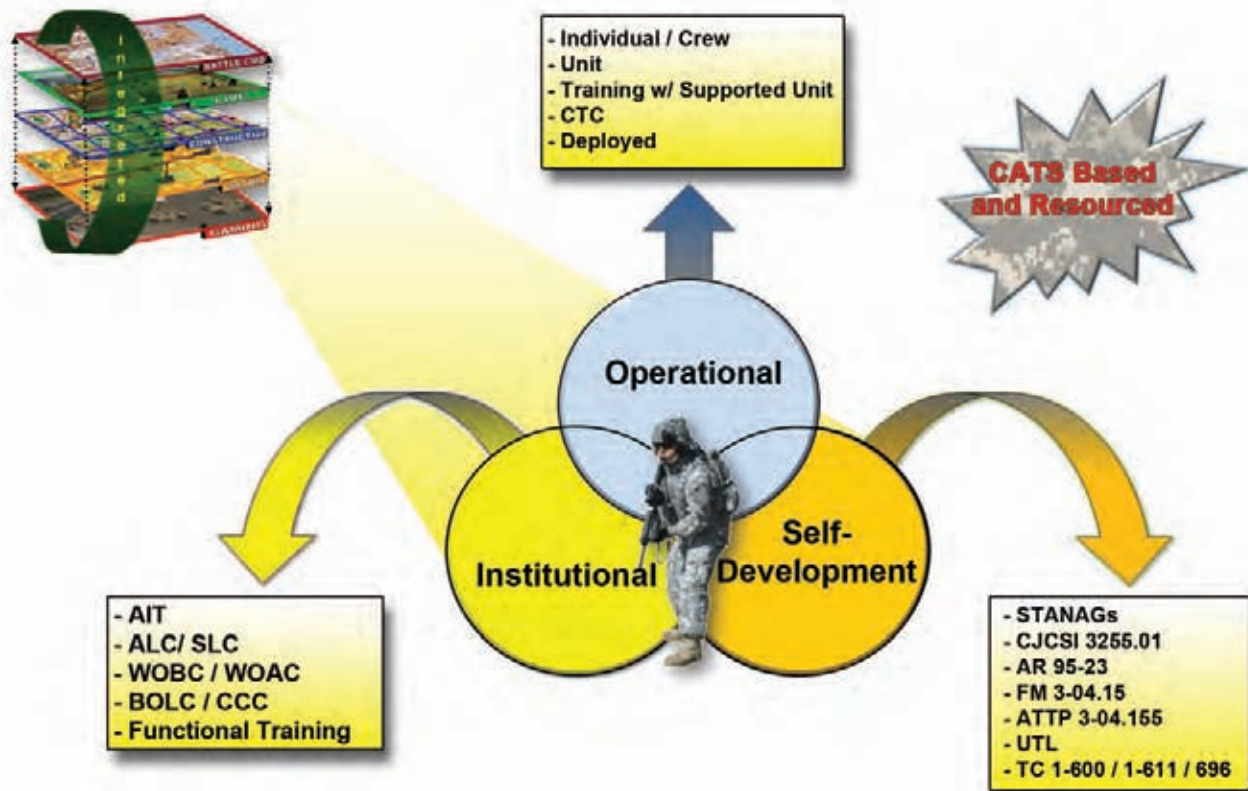 Integrated
BATTLE CMD
CONSTRUCTIVE
GAMING
- Individual / Crew
- Unit
- Training w/ Supported Unit
- CTC
- Deployed
CATS Based
and Resourced
Operational
Institutional
Self-
Development
- AIT
- ALC/ SLC
- WOBC / WOAC
- BOLC / CCC
- Functional Training
- STANAGs
- CJCSI 3255.01
- AR 95-23
- FM 3-04.15
- ATTP 3-04.155
- UTL
- TC 1-600 / 1-611 / 696